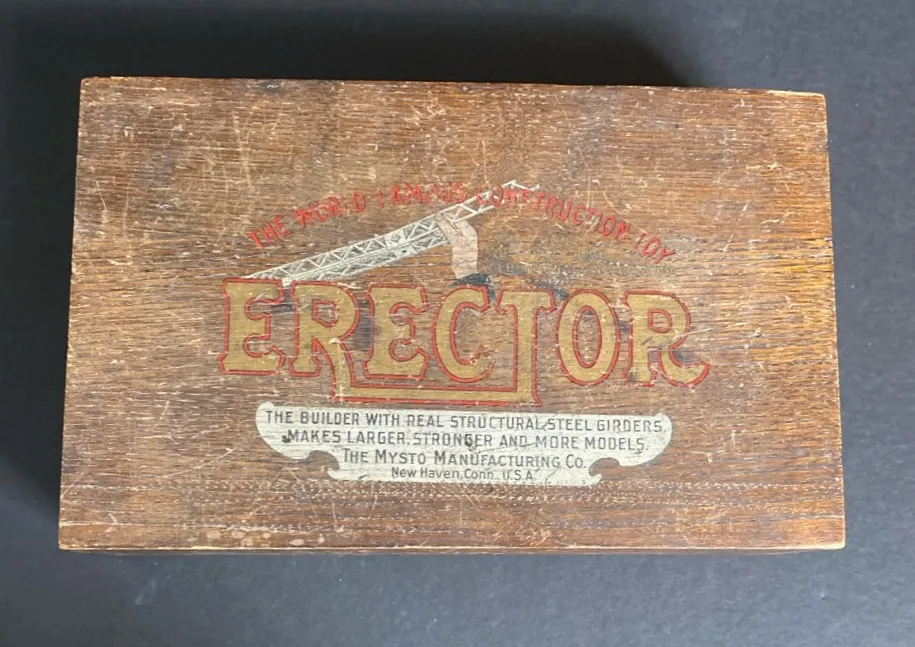 THE WORLD FAMOUS CONSTRUCTION TOY
ERECTOR
THE BUILDER WITH REAL STRUCTURAL STEEL GIRDERS.
MAKES LARGER, STRONGER AND MORE MODELS.
THE MYSTO MANUFACTURING CO.
New Haven, Conn., U.S.A.